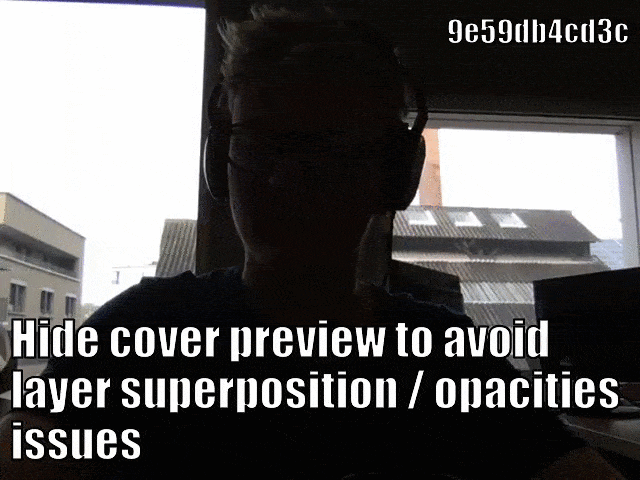 9e59db4cd3c
Hide cover preview to avoid
layer superposition / opacities
issues